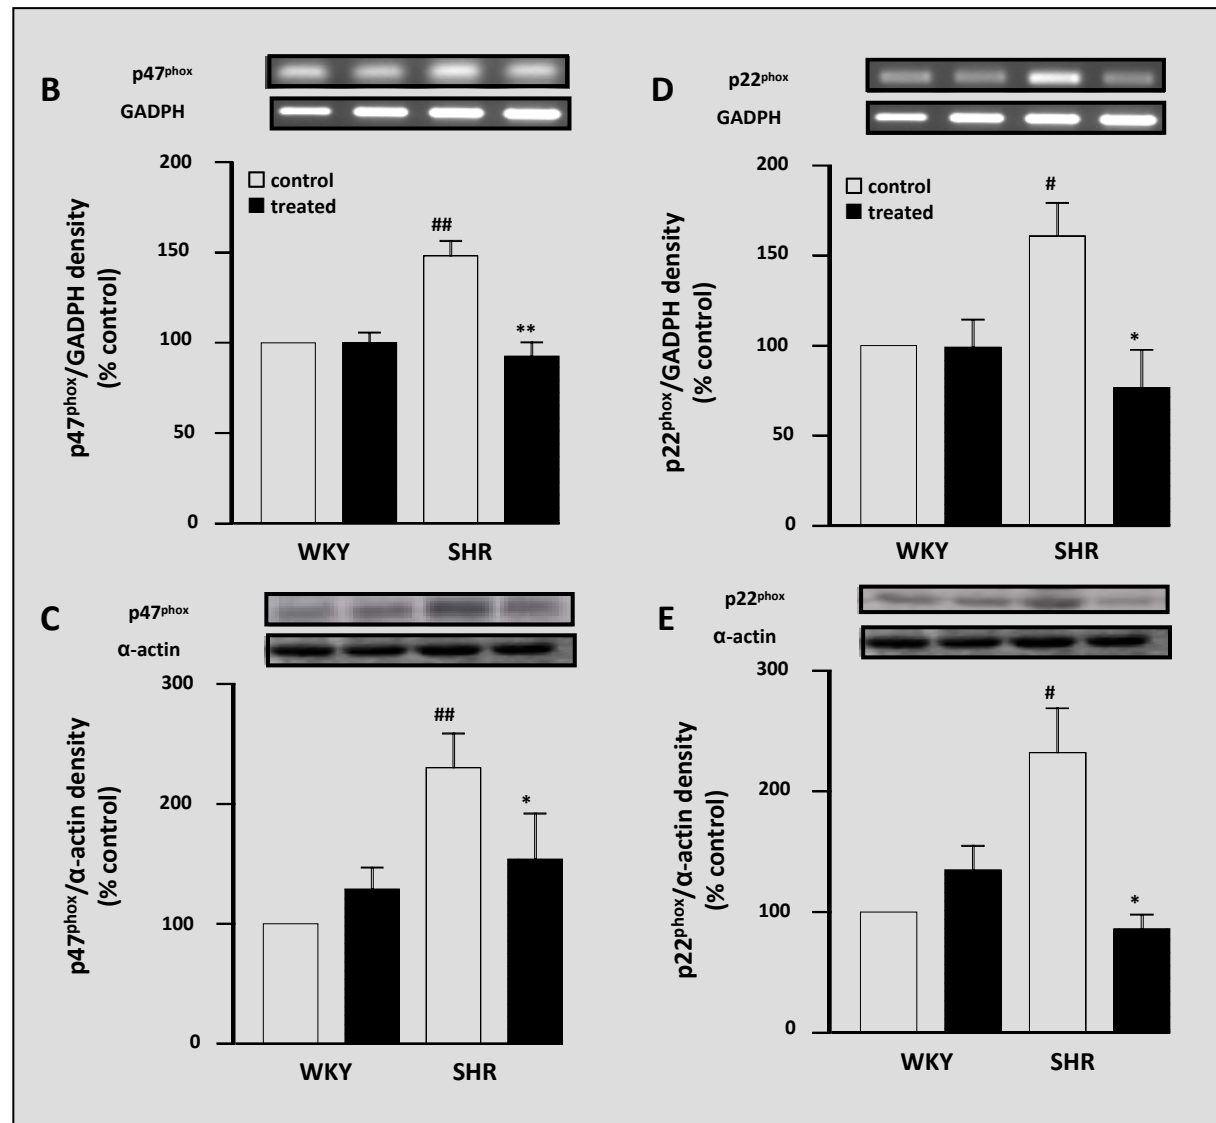 B
p47phox
GADPH
p47phox/GADPH density
(% control)
200
150
100
50
0
control
treated
##
**
WKY SHR
D
p22phox
GADPH
p22phox/GADPH density
(% control)
200
150
100
50
0
control
treated
#
*
WKY SHR
C
p47phox
α-actin
p47phox/α-actin density
(% control)
300
200
100
0
##
*
WKY SHR
E
p22phox
α-actin
p22phox/α-actin density
(% control)
300
200
100
0
#
*
WKY SHR